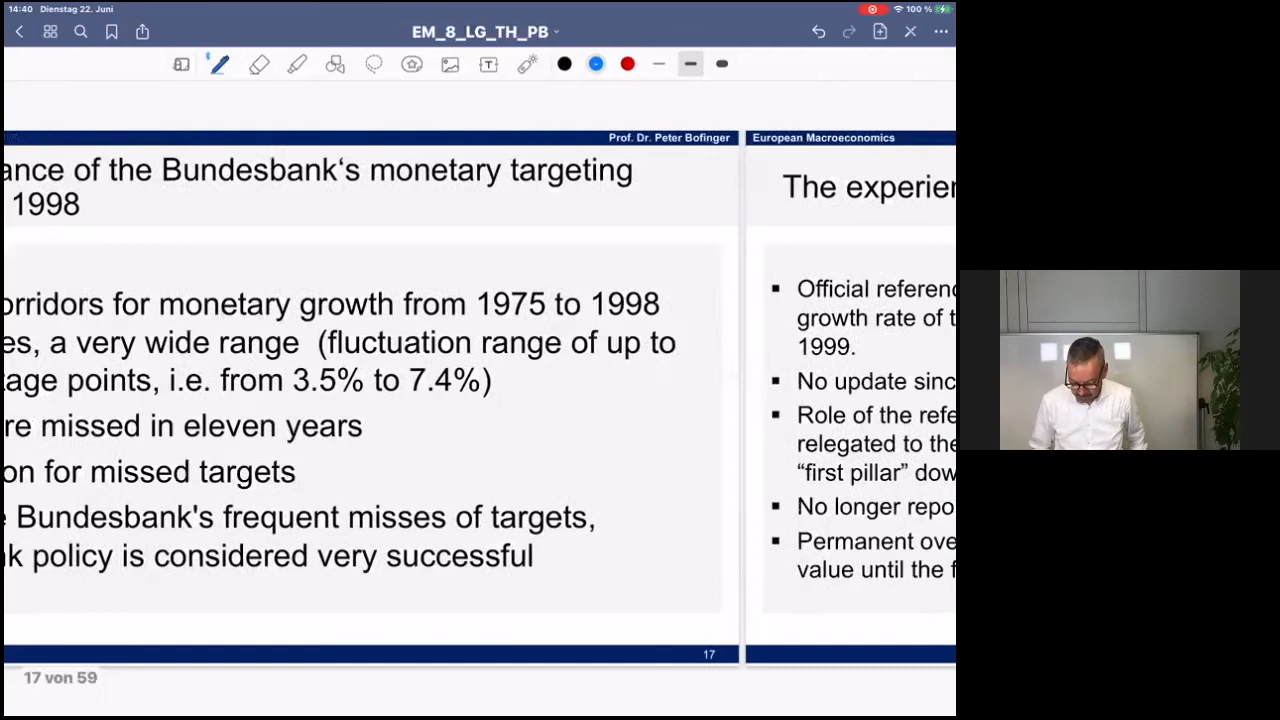 14:40 Dienstag 22. Juni
100 %
EM_8_LG_TH_PB
T
Prof. Dr. Peter Bofinger
ance of the Bundesbank‘s monetary targeting
1998
orridors for monetary growth from 1975 to 1998
es, a very wide range (fluctuation range of up to
tage points, i.e. from 3.5% to 7.4%)
re missed in eleven years
on for missed targets
e Bundesbank's frequent misses of targets,
k policy is considered very successful
17
European Macroeconomics
The experien
▪ Official referenc
growth rate of t
1999.
▪ No update sinc
▪ Role of the refe
relegated to the
“first pillar” dow
▪ No longer repo
▪ Permanent ove
value until the f
17 von 59